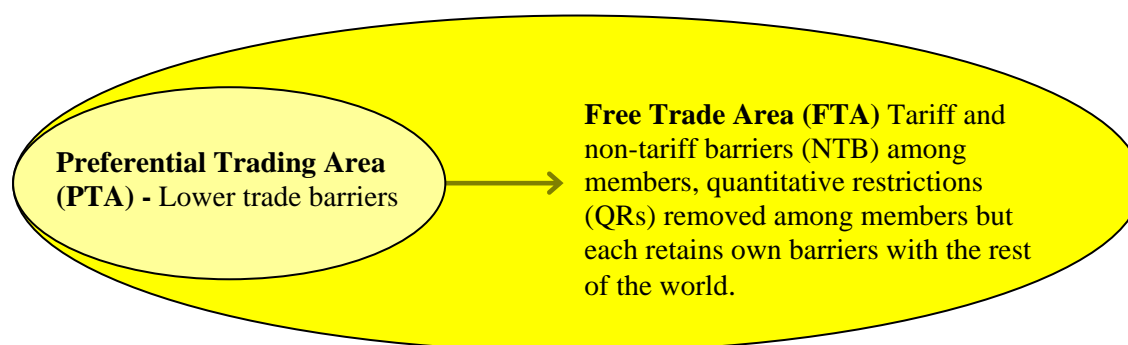 Preferential Trading Area
(PTA) - Lower trade barriers
Free Trade Area (FTA) Tariff and
non-tariff barriers (NTB) among
members, quantitative restrictions
(QRs) removed among members but
each retains own barriers with the rest
of the world.